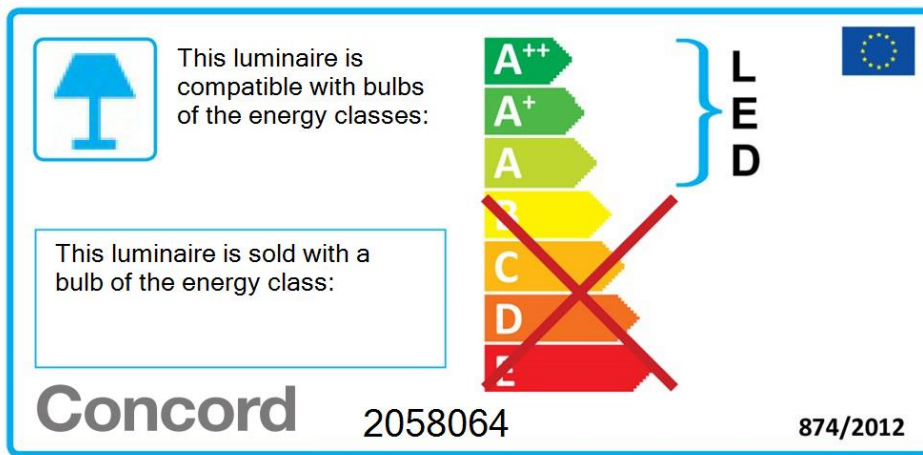 This luminaire is
compatible with bulbs
of the energy classes:
A++
A+
A
B
C
D
E
L
E
D
This luminaire is sold with a
bulb of the energy class:
Concord
2058064
874/2012